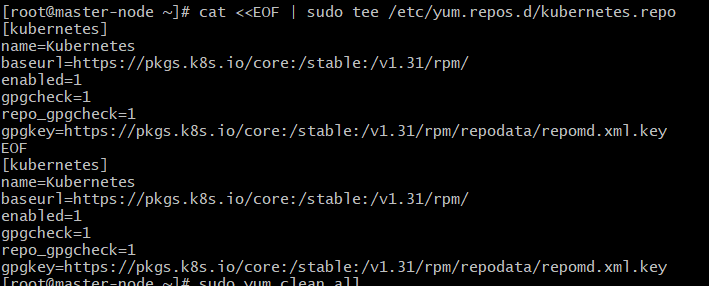 [root@master-node ~]# cat <<EOF | sudo tee /etc/yum.repos.d/kubernetes.repo
[kubernetes]
name=Kubernetes
baseurl=https://pkgs.k8s.io/core:/stable:/v1.31/rpm/
enabled=1
gpgcheck=1
repo_gpgcheck=1
gpgkey=https://pkgs.k8s.io/core:/stable:/v1.31/rpm/repodata/repomd.xml.key
EOF
[kubernetes]
name=Kubernetes
baseurl=https://pkgs.k8s.io/core:/stable:/v1.31/rpm/
enabled=1
gpgcheck=1
repo_gpgcheck=1
gpgkey=https://pkgs.k8s.io/core:/stable:/v1.31/rpm/repodata/repomd.xml.key
[root@master-node ~]# sudo yum clean all